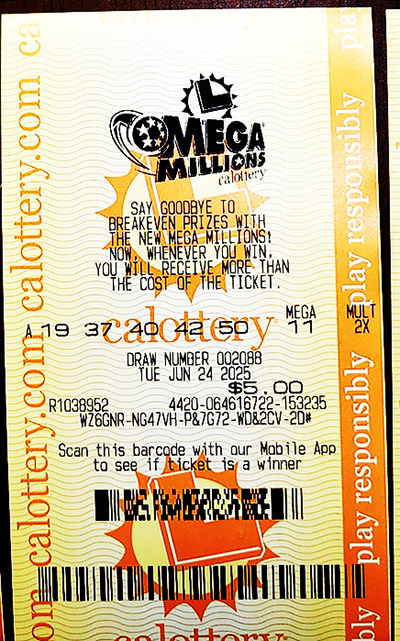 MEGA
MILLIONS
calottery
SAY GOODBYE TO
BREAKEVEN PRIZES WITH
THE NEW MEGA MILLIONS!
NOW, WHENEVER YOU WIN,
YOU WILL RECEIVE MORE THAN
THE COST OF THE TICKET.
calottery
MEGA MULT
A 19 37 40 42 50 11 2X
DRAW NUMBER 002088
TUE JUN 24 2025
$5.00
R1038952 4420-064616722-153235
WZ6GNR-NG47VH-P&7G72-WD&2CV-2D#
Scan this barcode with our Mobile App
to see if ticket is a winner
calottery
om calottery.com calottery.com ca
bly play responsibly play responsibly pla